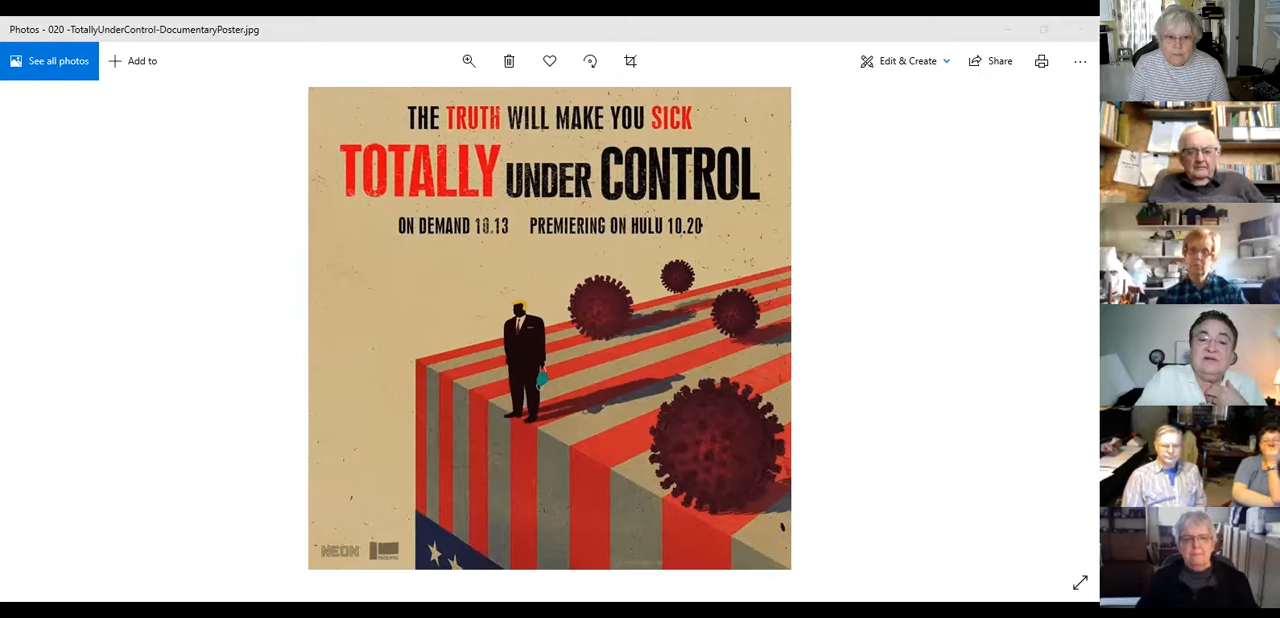 Photos - 020 -TotallyUnderControl-DocumentaryPoster.jpg
See all photos
Add to
Edit & Create
Share
THE TRUTH WILL MAKE YOU SICK
TOTALLY UNDER CONTROL
ON DEMAND 10.13 PREMIERING ON HULU 10.20
NEON